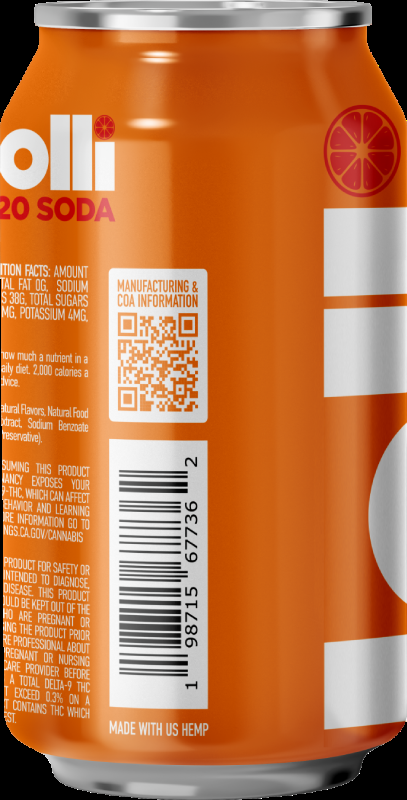 olli
20 SODA
ITION FACTS: AMOUNT
TAL FAT 0G, SODIUM
S 38G, TOTAL SUGARS
MG, POTASSIUM 4MG,
how much a nutrient in a
aily diet. 2,000 calories a
dvice.
atural Flavors, Natural Food
xtract, Sodium Benzoate
Preservative).
SUMING THIS PRODUCT
NANCY EXPOSES YOUR
9-THC, WHICH CAN AFFECT
BEHAVIOR AND LEARNING
RE INFORMATION GO TO
NGS.CA.GOV/CANNABIS
PRODUCT FOR SAFETY OR
INTENDED TO DIAGNOSE,
DISEASE. THIS PRODUCT
OULD BE KEPT OUT OF THE
HO ARE PREGNANT OR
ING THE PRODUCT PRIOR
RE PROFESSIONAL ABOUT
PREGNANT OR NURSING
CARE PROVIDER BEFORE
A TOTAL DELTA-9 THC
T EXCEED 0.3% ON A
T CONTAINS THC WHICH
EST.
MANUFACTURING &
COA INFORMATION
1 98715 67736 2
MADE WITH US HEMP